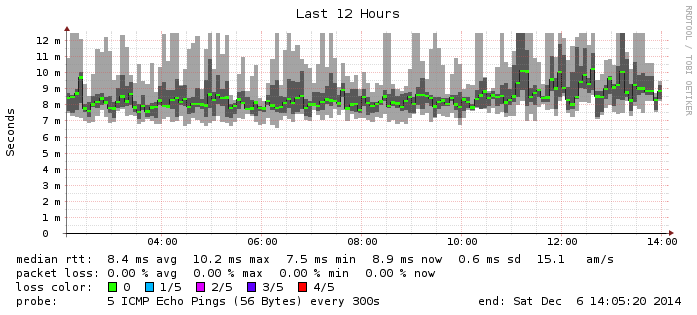 Last 12 Hours
RRDTOOL / TOBI OETIKER
Seconds
12 m
11 m
10 m
9 m
8 m
7 m
6 m
5 m
4 m
3 m
2 m
1 m
0
04:00 06:00 08:00 10:00 12:00 14:00
median rtt: 8.4 ms avg 10.2 ms max 7.5 ms min 8.9 ms now 0.6 ms sd 15.1 am/s
packet loss: 0.00 % avg 0.00 % max 0.00 % min 0.00 % now
loss color: 0 1/5 2/5 3/5 4/5
probe: 5 ICMP Echo Pings (56 Bytes) every 300s end: Sat Dec 6 14:05:20 2014